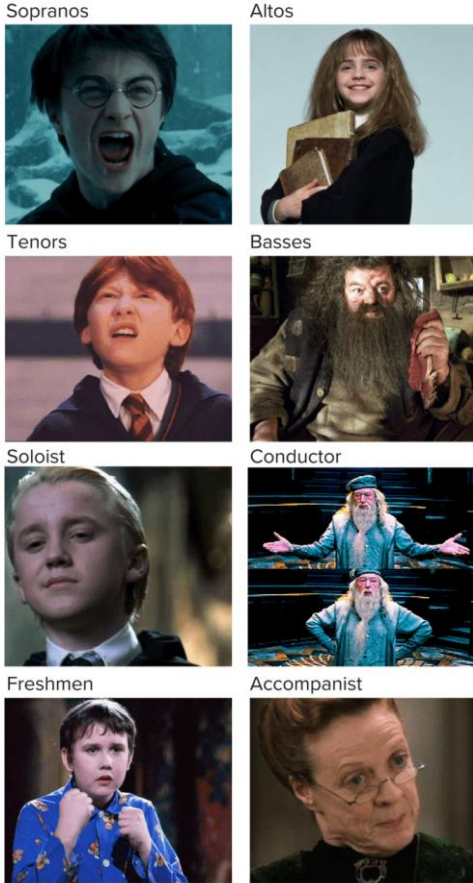 Sopranos
Altos
Tenors
Basses
Soloist
Conductor
Freshmen
Accompanist